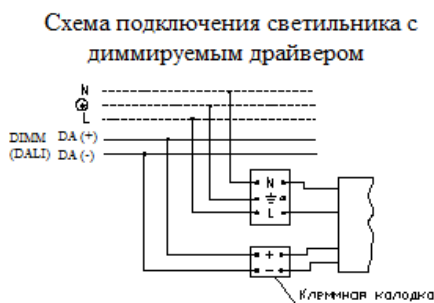 Схема подключения светильника с
диммируемым драйвером
N
L
DIMM DA (+)
(DALI) DA (-)
N
L
+
-
Клеммная колодка